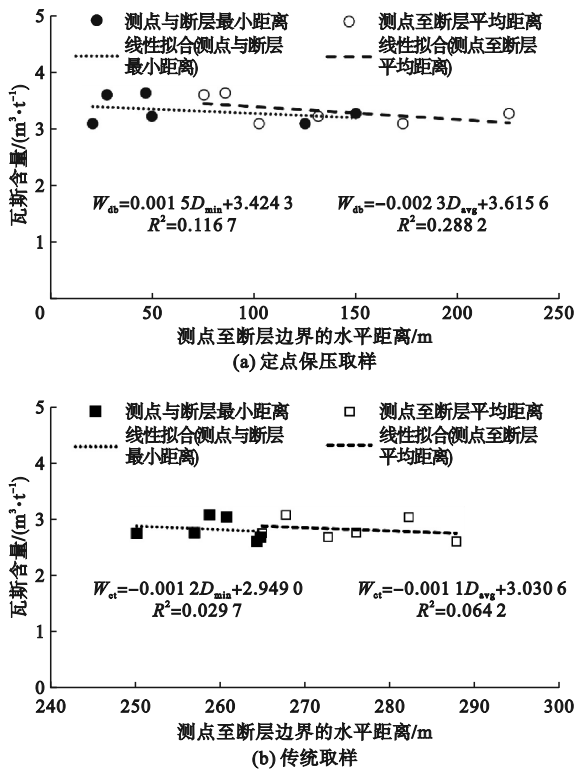 5
4
3
2
1
0
瓦斯含量/(m³·t⁻¹)
测点与断层最小距离
线性拟合(测点与断层
最小距离)
测点至断层平均距离
线性拟合(测点至断层
平均距离)
W_db=0.001 5D_min+3.424 3
R²=0.116 7
W_db=−0.002 3D_avg+3.615 6
R²=0.288 2
50 100 150 200 250
测点至断层边界的水平距离/m
(a) 定点保压取样
5
4
3
2
1
0
瓦斯含量/(m³·t⁻¹)
测点与断层最小距离
线性拟合(测点与断层
最小距离)
测点至断层平均距离
线性拟合(测点至断层
平均距离)
W_ct=−0.001 2D_min+2.949 0
R²=0.029 7
W_ct=−0.001 1D_avg+3.030 6
R²=0.064 2
240 250 260 270 280 290 300
测点至断层边界的水平距离/m
(b) 传统取样